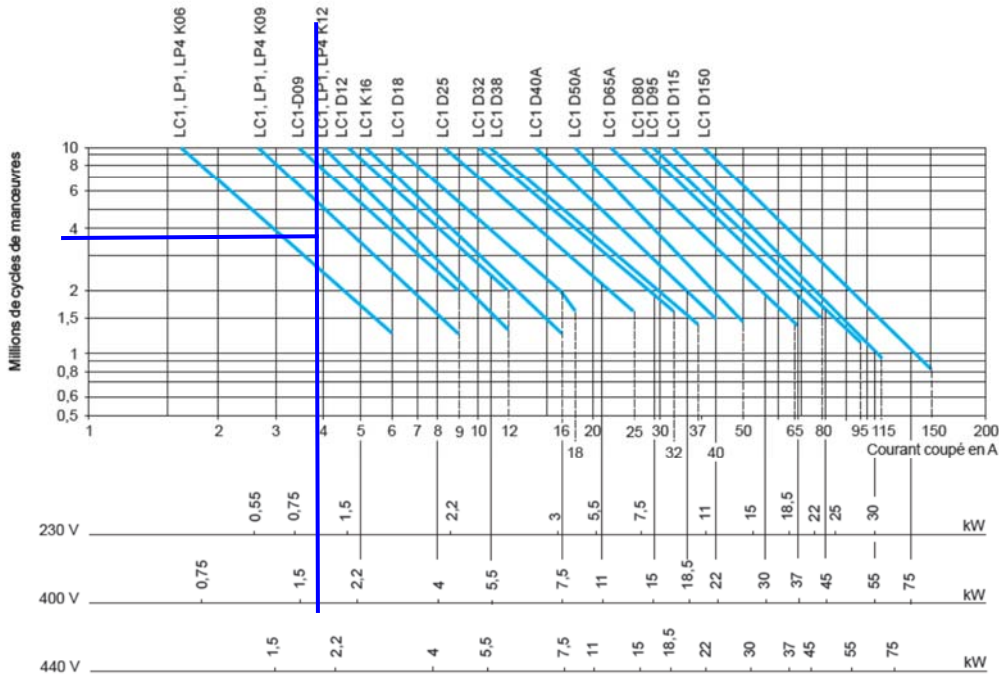 LC1, LP1, LP4 K06
LC1, LP1, LP4 K09
LC1-D09
LC1, LP1, LP4 K12
LC1 D12
LC1 K16
LC1 D18
LC1 D25
LC1 D32
LC1 D38
LC1 D40A
LC1 D50A
LC1 D65A
LC1 D80
LC1 D95
LC1 D115
LC1 D150
Millions de cycles de manœuvres
10
8
6
4
2
1,5
1
0,8
0,6
0,5
1 2 3 4 5 6 7 8 9 10 12 16 20 25 30 37 50 65 80 95 115 150 200
18 32 40
Courant coupé en A
0,55 0,75 1,5 2,2 3 5,5 7,5 11 15 18,5 22 25 30
230 V kW
0,75 1,5 2,2 4 5,5 7,5 11 15 18,5 22 30 37 45 55 75
400 V kW
1,5 2,2 4 5,5 7,5 11 15 18,5 22 30 37 45 55 75
440 V kW